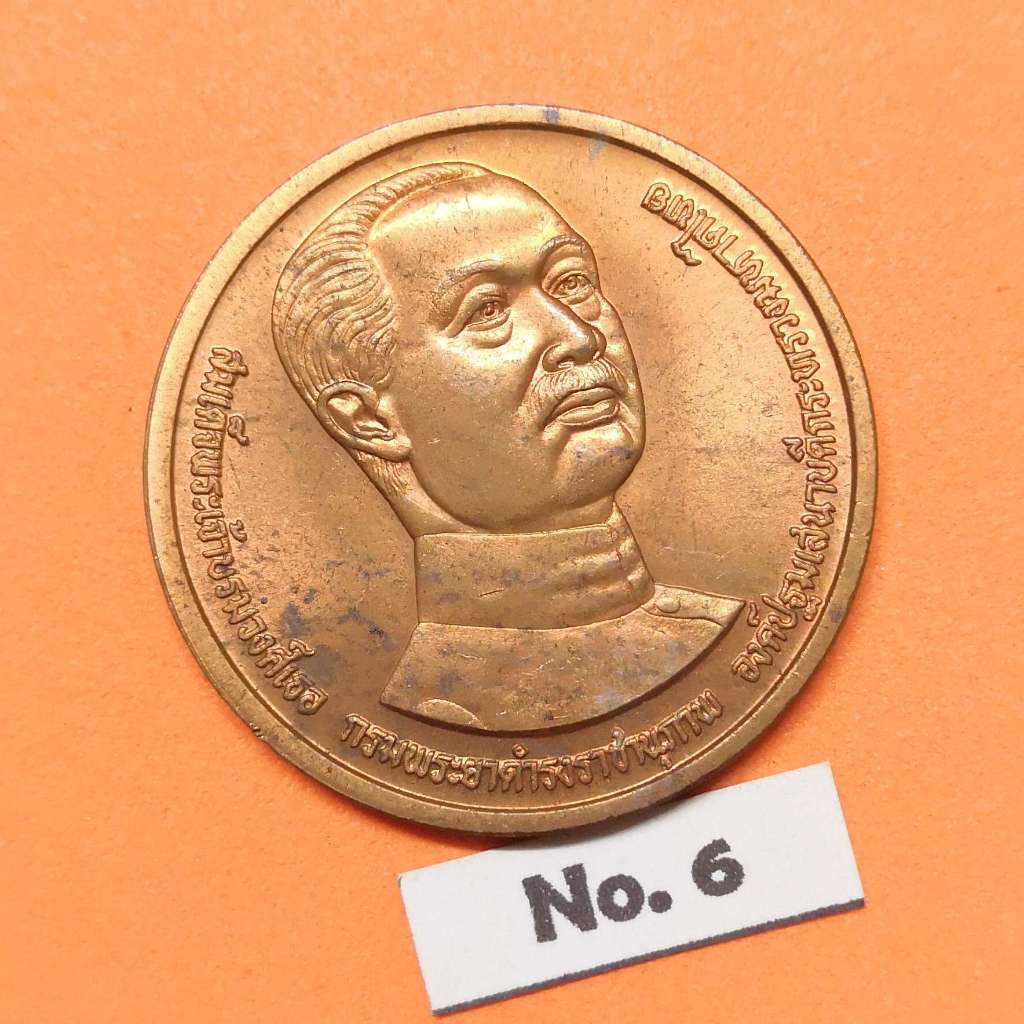 สมเด็จพระเจ้าบรมวงศ์เธอ กรมพระยาดำรงราชานุภาพ องค์ปฐมเสนาบดีกระทรวงมหาดไทย
No. 6